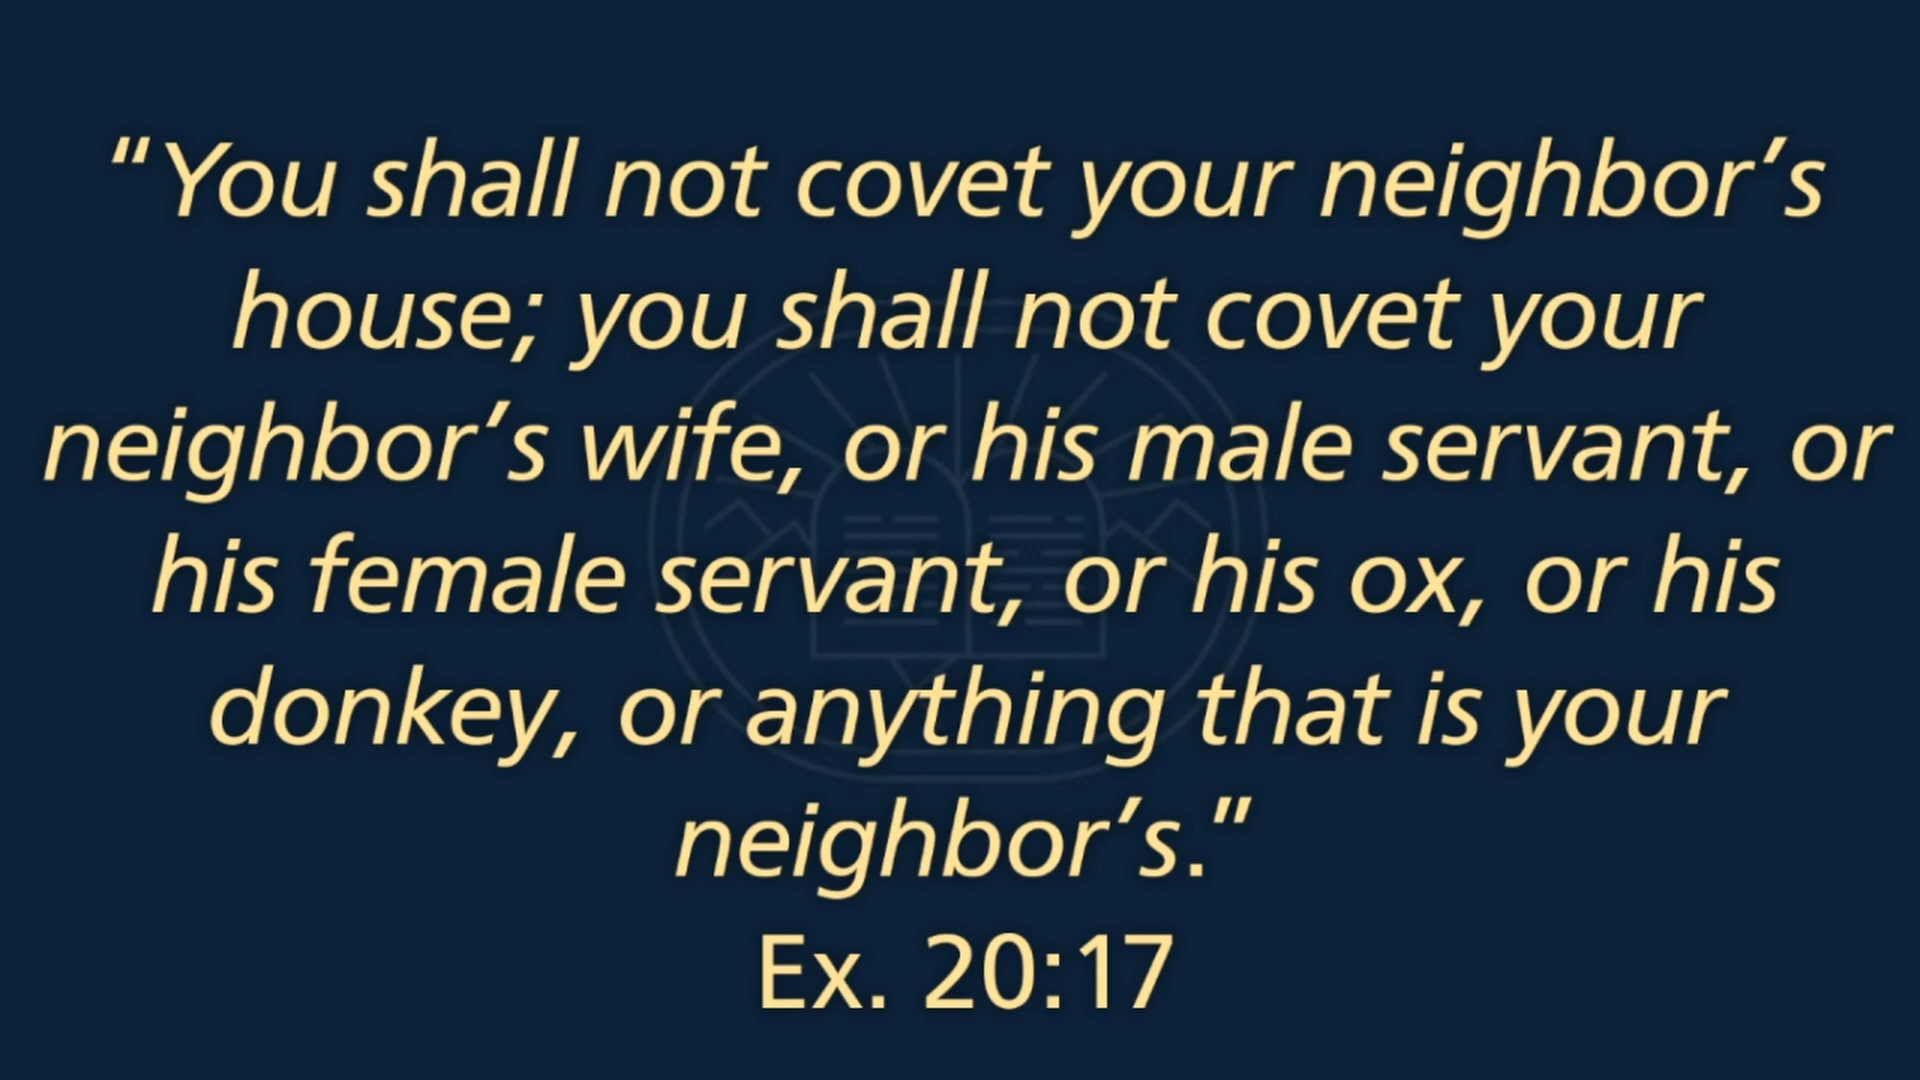 “You shall not covet your neighbor’s
house; you shall not covet your
neighbor’s wife, or his male servant, or
his female servant, or his ox, or his
donkey, or anything that is your
neighbor’s.”
Ex. 20:17